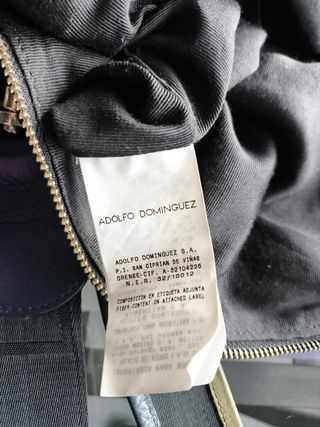 ADOLFO DOMINGUEZ
ADOLFO DOMINGUEZ S.A.
P.I. SAN CIPRIAN DE VIÑAS
ORENSE-CIF. A-32104226
N.I.R. 32/10012
COMPOSICION EN ETIQUETA ADJUNTA
FIBER:CONTENT ON ATTACHED LABEL